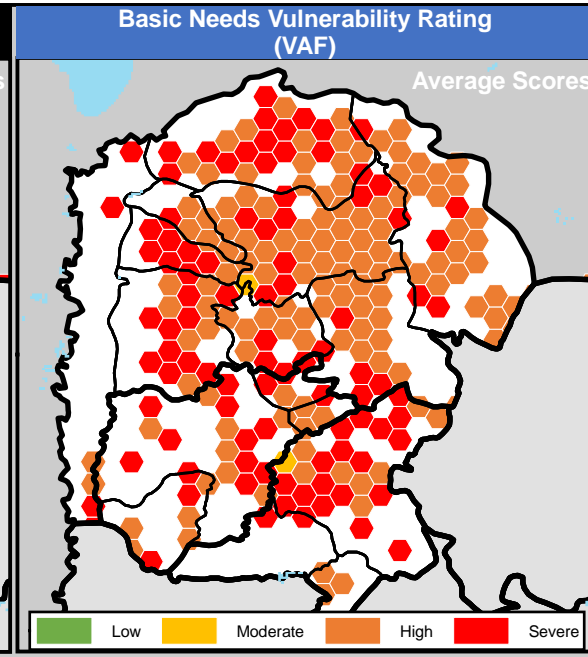 Basic Needs Vulnerability Rating
(VAF)
Average Scores
Low Moderate High Severe